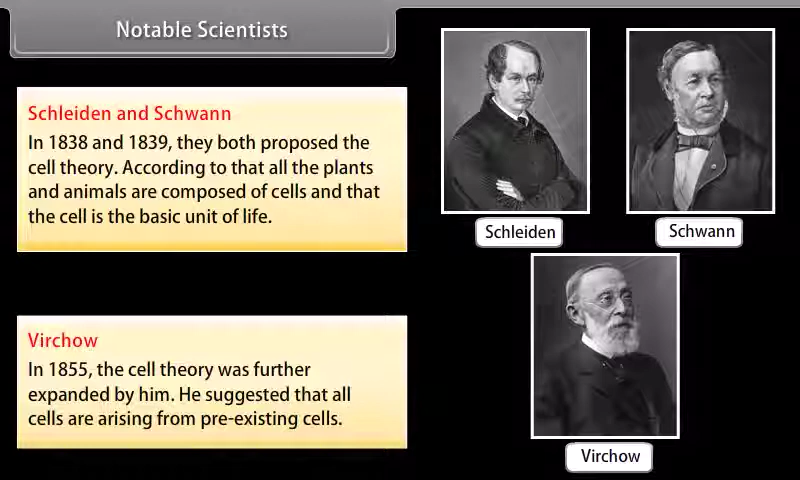 Notable Scientists
Schleiden and Schwann
In 1838 and 1839, they both proposed the
cell theory. According to that all the plants
and animals are composed of cells and that
the cell is the basic unit of life.
Schleiden
Schwann
Virchow
In 1855, the cell theory was further
expanded by him. He suggested that all
cells are arising from pre-existing cells.
Virchow